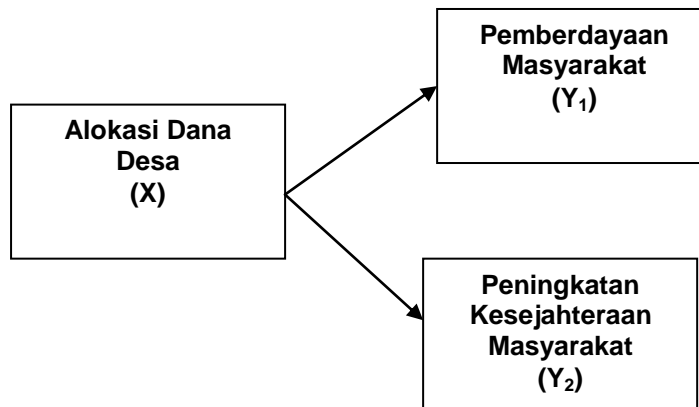 Pemberdayaan
Masyarakat
(Y₁)
Alokasi Dana
Desa
(X)
Peningkatan
Kesejahteraan
Masyarakat
(Y₂)